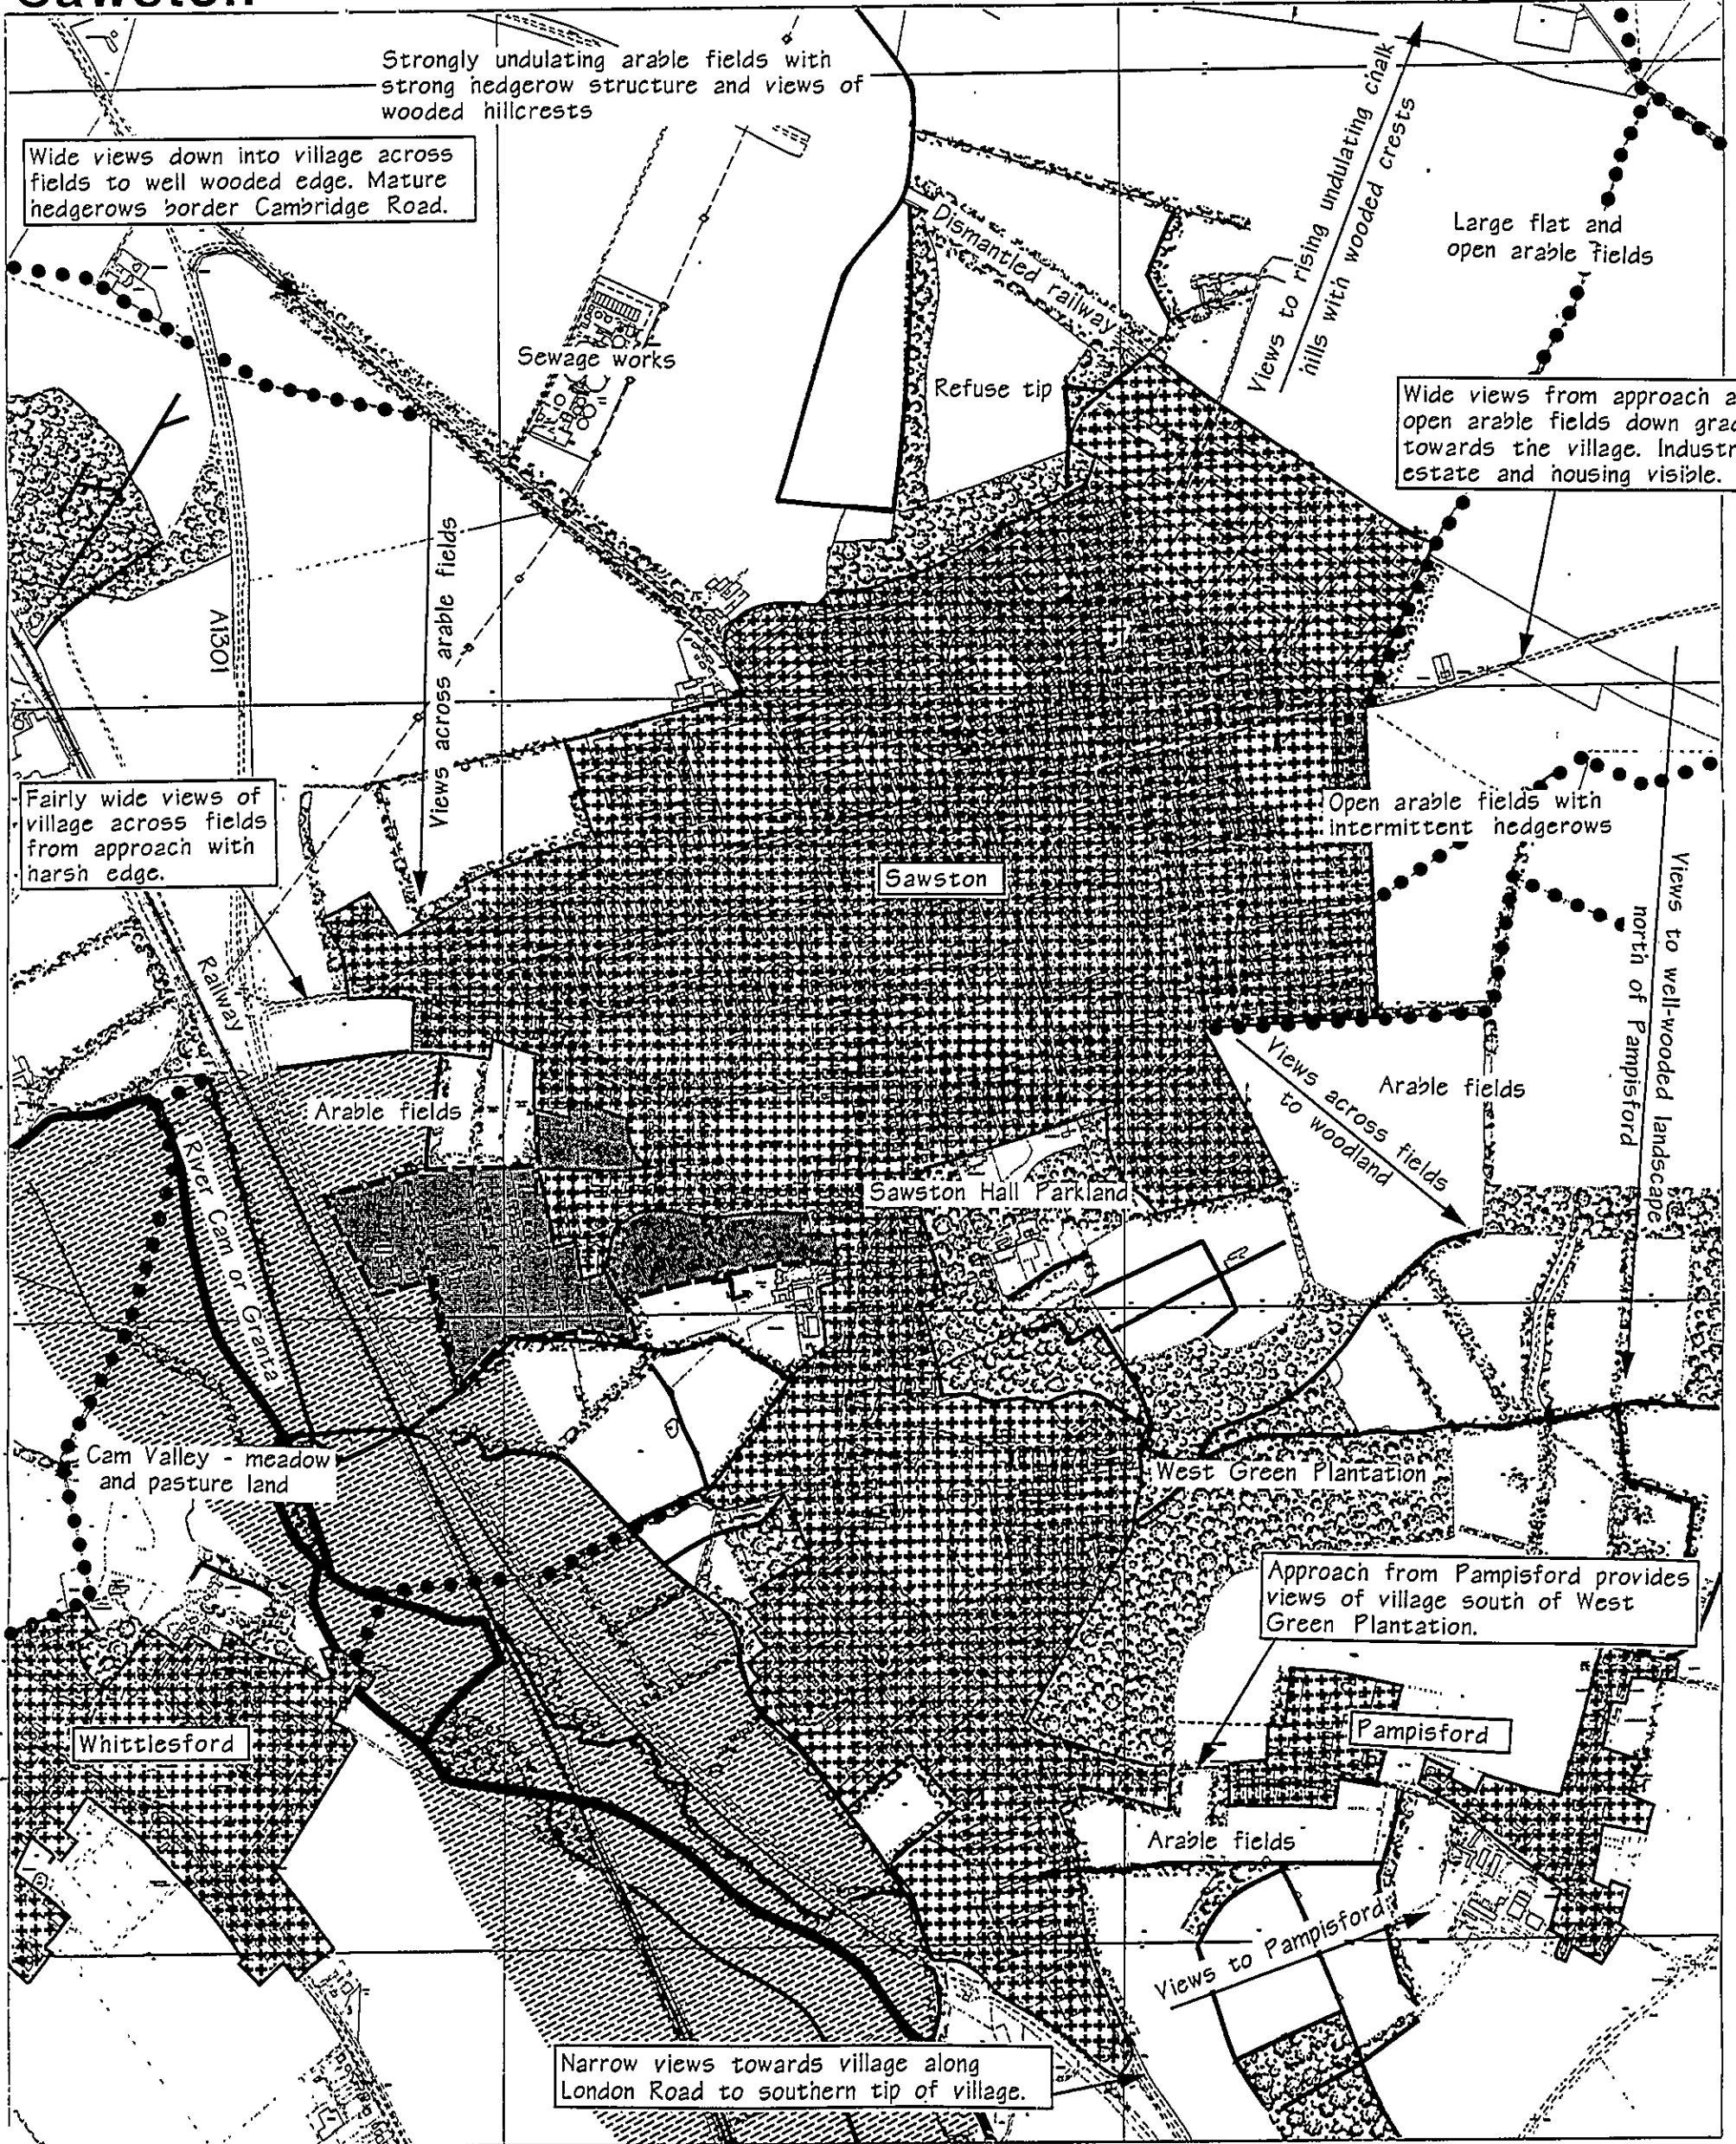 Sawston
Strongly undulating arable fields with
strong hedgerow structure and views of
wooded hillcrests
Wide views down into village across
fields to well wooded edge. Mature
hedgerows border Cambridge Road.
Dismantled railway
Views to rising undulating chalk
hills with wooded crests
Large flat and
open arable fields
Sewage works
Refuse tip
Wide views from approach
open arable fields down
towards the village.
estate and housing visible.
A1301
Views across arable fields
Fairly wide views of
village across fields
from approach with
harsh edge.
Open arable fields with
intermittent hedgerows
Sawston
Views to well-wooded landscape
north of Pampisford
Railway
Arable fields
Views across fields
to woodland
Arable fields
River Cam or Granta
Sawston Hall Parkland
Cam Valley - meadow
and pasture land
West Green Plantation
Approach from Pampisford provides
views of village south of West
Green Plantation.
Whittlesford
Pampisford
Arable fields
Views to Pampisford
Narrow views towards village along
London Road to southern tip of village.